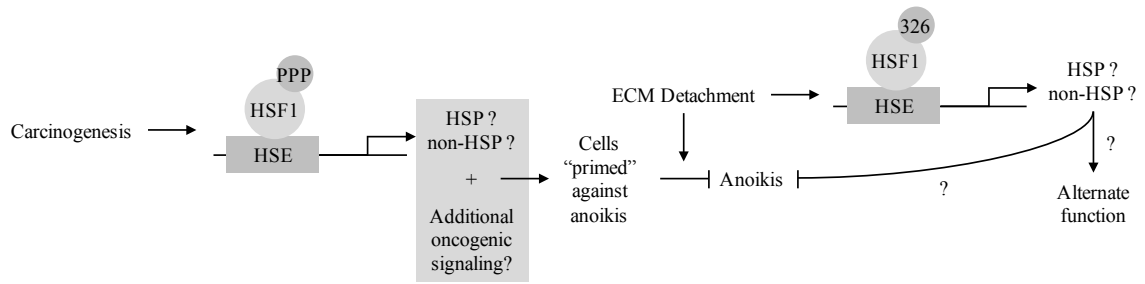 Carcinogenesis
PPP
HSF1
HSE
HSP ?
non-HSP ?
+
Additional
oncogenic
signaling?
Cells
“primed”
against
anoikis
ECM Detachment
Anoikis
326
HSF1
HSE
HSP ?
non-HSP ?
?
?
Alternate
function